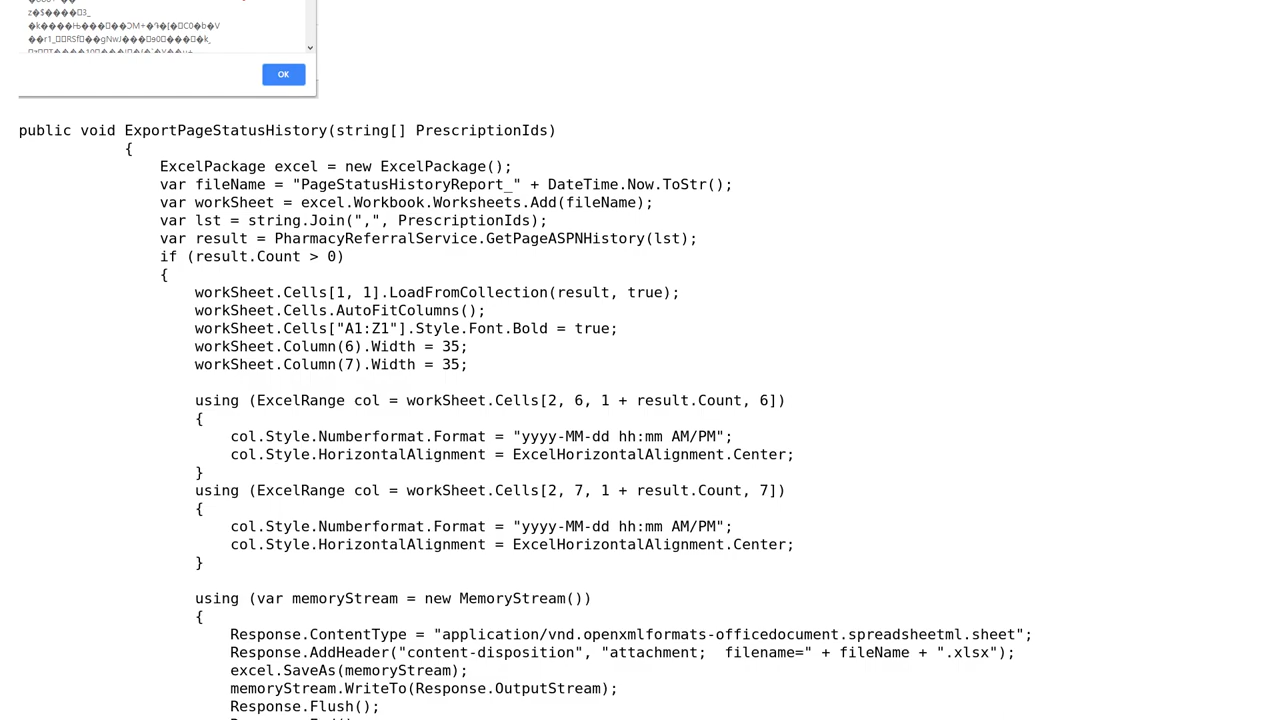 OK
public void ExportPageStatusHistory(string[] PrescriptionIds)
{
ExcelPackage excel = new ExcelPackage();
var fileName = "PageStatusHistoryReport_" + DateTime.Now.ToStr();
var workSheet = excel.Workbook.Worksheets.Add(fileName);
var lst = string.Join(",", PrescriptionIds);
var result = PharmacyReferralService.GetPageASPNHistory(lst);
if (result.Count > 0)
{
workSheet.Cells[1, 1].LoadFromCollection(result, true);
workSheet.Cells.AutoFitColumns();
workSheet.Cells["A1:Z1"].Style.Font.Bold = true;
workSheet.Column(6).Width = 35;
workSheet.Column(7).Width = 35;
using (ExcelRange col = workSheet.Cells[2, 6, 1 + result.Count, 6])
{
col.Style.Numberformat.Format = "yyyy-MM-dd hh:mm AM/PM";
col.Style.HorizontalAlignment = ExcelHorizontalAlignment.Center;
}
using (ExcelRange col = workSheet.Cells[2, 7, 1 + result.Count, 7])
{
col.Style.Numberformat.Format = "yyyy-MM-dd hh:mm AM/PM";
col.Style.HorizontalAlignment = ExcelHorizontalAlignment.Center;
}
using (var memoryStream = new MemoryStream())
{
Response.ContentType = "application/vnd.openxmlformats-officedocument.spreadsheetml.sheet";
Response.AddHeader("content-disposition", "attachment;  filename=" + fileName + ".xlsx");
excel.SaveAs(memoryStream);
memoryStream.WriteTo(Response.OutputStream);
Response.Flush();